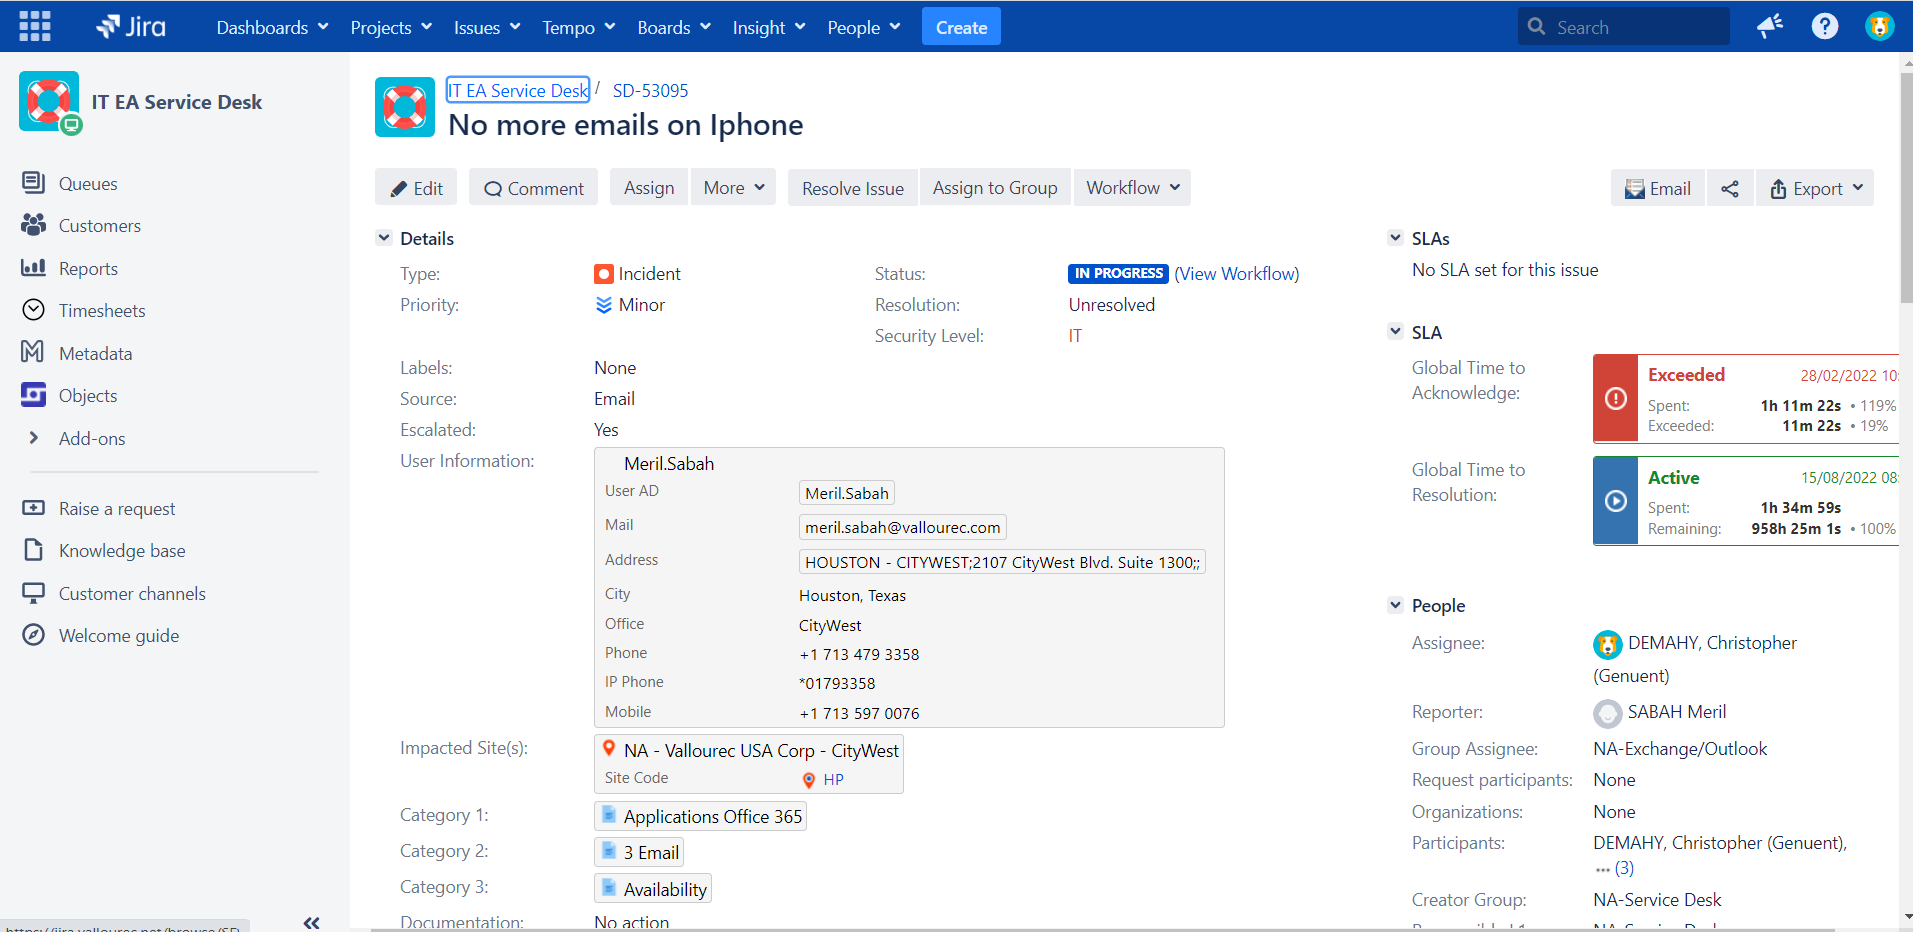 Jira Dashboards Projects Issues Tempo Boards Insight People Create Search
IT EA Service Desk
Queues
Customers
Reports
Timesheets
Metadata
Objects
Add-ons
Raise a request
Knowledge base
Customer channels
Welcome guide
IT EA Service Desk / SD-53095
No more emails on Iphone
Edit Comment Assign More Resolve Issue Assign to Group Workflow Email Export
Details
Type: Incident Status: IN PROGRESS (View Workflow)
Priority: Minor Resolution: Unresolved
Security Level: IT
Labels: None
Source: Email
Escalated: Yes
User Information: Meril.Sabah
User AD Meril.Sabah
Mail meril.sabah@vallourec.com
Address HOUSTON - CITYWEST;2107 CityWest Blvd. Suite 1300;;
City Houston, Texas
Office CityWest
Phone +1 713 479 3358
IP Phone *01793358
Mobile +1 713 597 0076
Impacted Site(s): NA - Vallourec USA Corp - CityWest
Site Code HP
Category 1: Applications Office 365
Category 2: 3 Email
Category 3: Availability
Documentation: No action
SLAs
No SLA set for this issue
SLA
Global Time to
Acknowledge:
Exceeded 28/02/2022 10:
Spent: 1h 11m 22s • 119%
Exceeded: 11m 22s • 19%
Global Time to
Resolution:
Active 15/08/2022 08:
Spent: 1h 34m 59s
Remaining: 958h 25m 1s • 100%
People
Assignee: DEMAHY, Christopher
(Genuent)
Reporter: SABAH Meril
Group Assignee: NA-Exchange/Outlook
Request participants: None
Organizations: None
Participants: DEMAHY, Christopher (Genuent),
••• (3)
Creator Group: NA-Service Desk